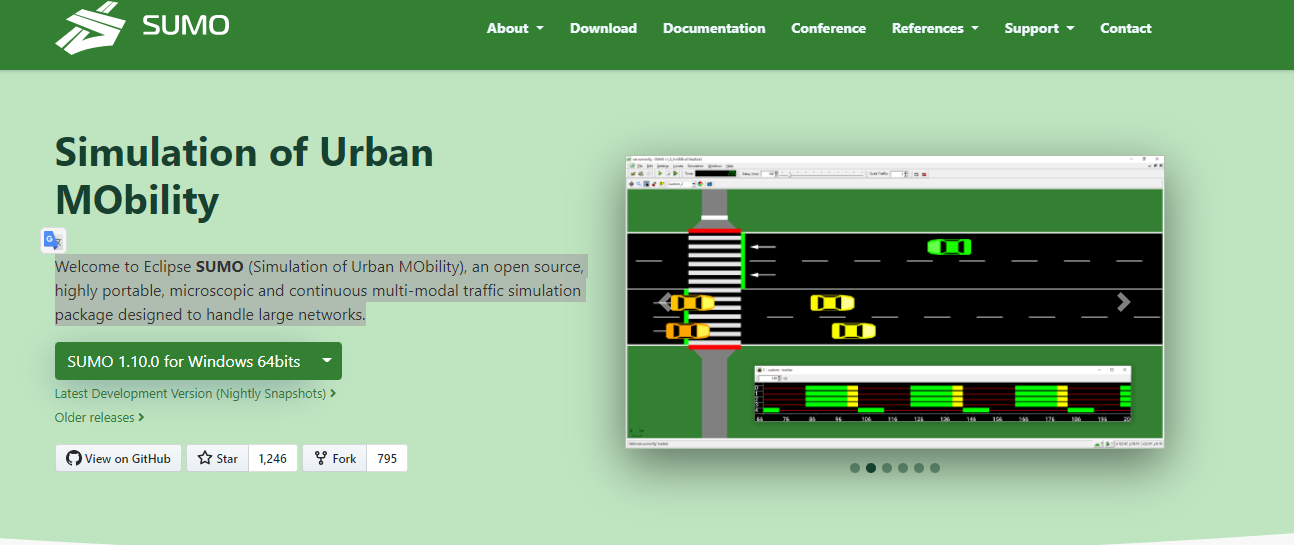 SUMO
About
Download
Documentation
Conference
References
Support
Contact
Simulation of Urban
MObility
Welcome to Eclipse SUMO (Simulation of Urban MObility), an open source,
highly portable, microscopic and continuous multi-modal traffic simulation
package designed to handle large networks.
SUMO 1.10.0 for Windows 64bits
Latest Development Version (Nightly Snapshots)
Older releases
View on GitHub
Star
1,246
Fork
795
66 76 86 96 106 116 126 136 146 156 166 176 186 196 20